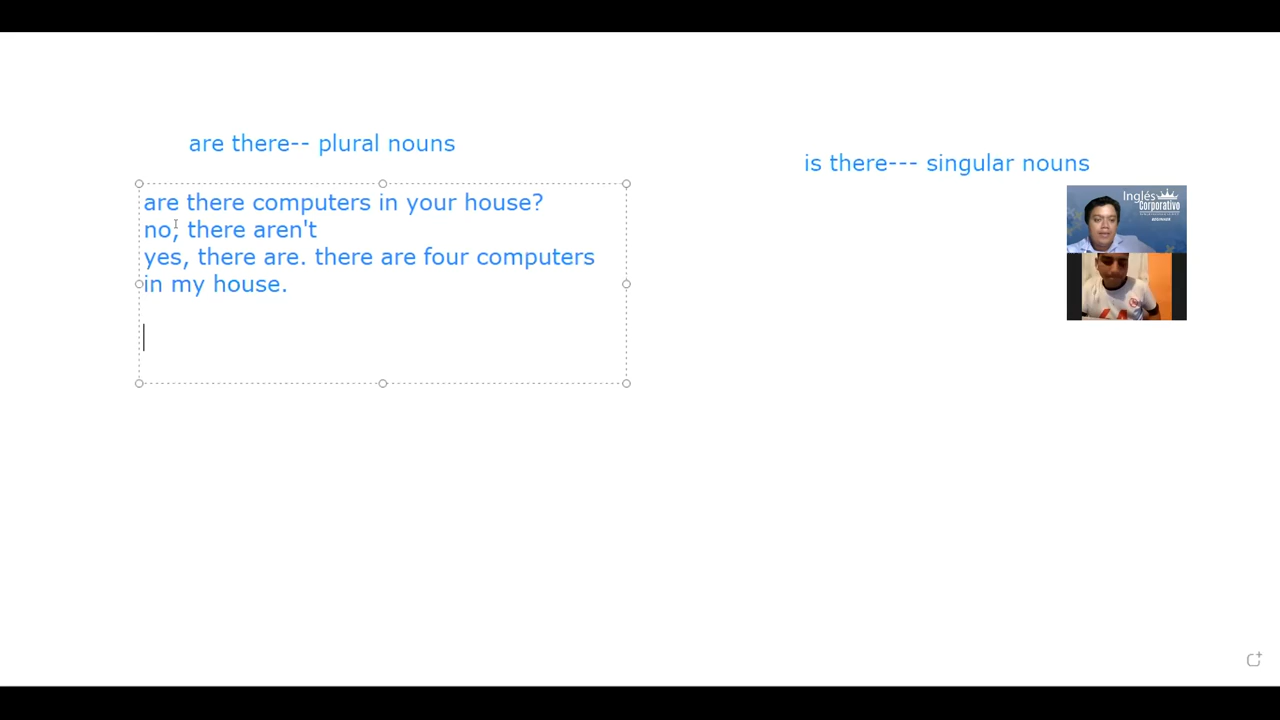 are there-- plural nouns
is there--- singular nouns
are there computers in your house?
no, there aren't
yes, there are. there are four computers
in my house.
Inglés
Corporativo